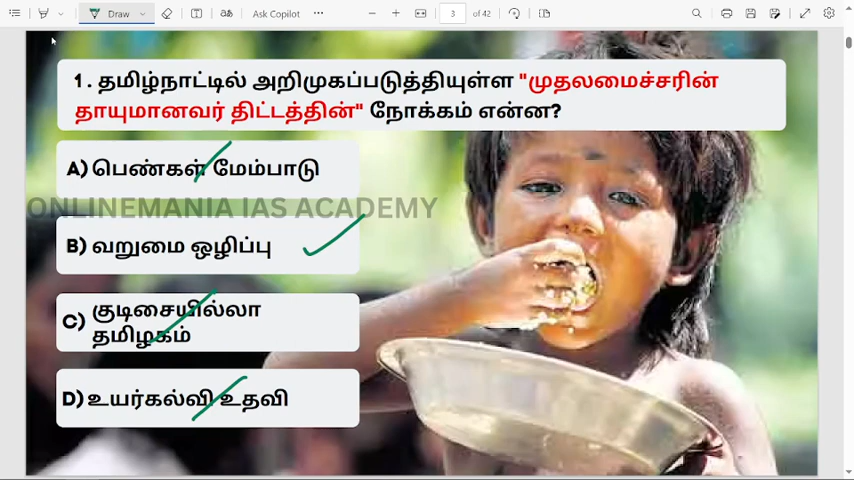 Draw
Ask Copilot
3 of 42
1. தமிழ்நாட்டில் அறிமுகப்படுத்தியுள்ள "முதலமைச்சரின்
தாயுமானவர் திட்டத்தின்" நோக்கம் என்ன?
A) பெண்கள் மேம்பாடு
ONLINEMANIA IAS ACADEMY
B) வறுமை ஒழிப்பு
C) குடிசையில்லா
தமிழகம்
D) உயர்கல்வி உதவி